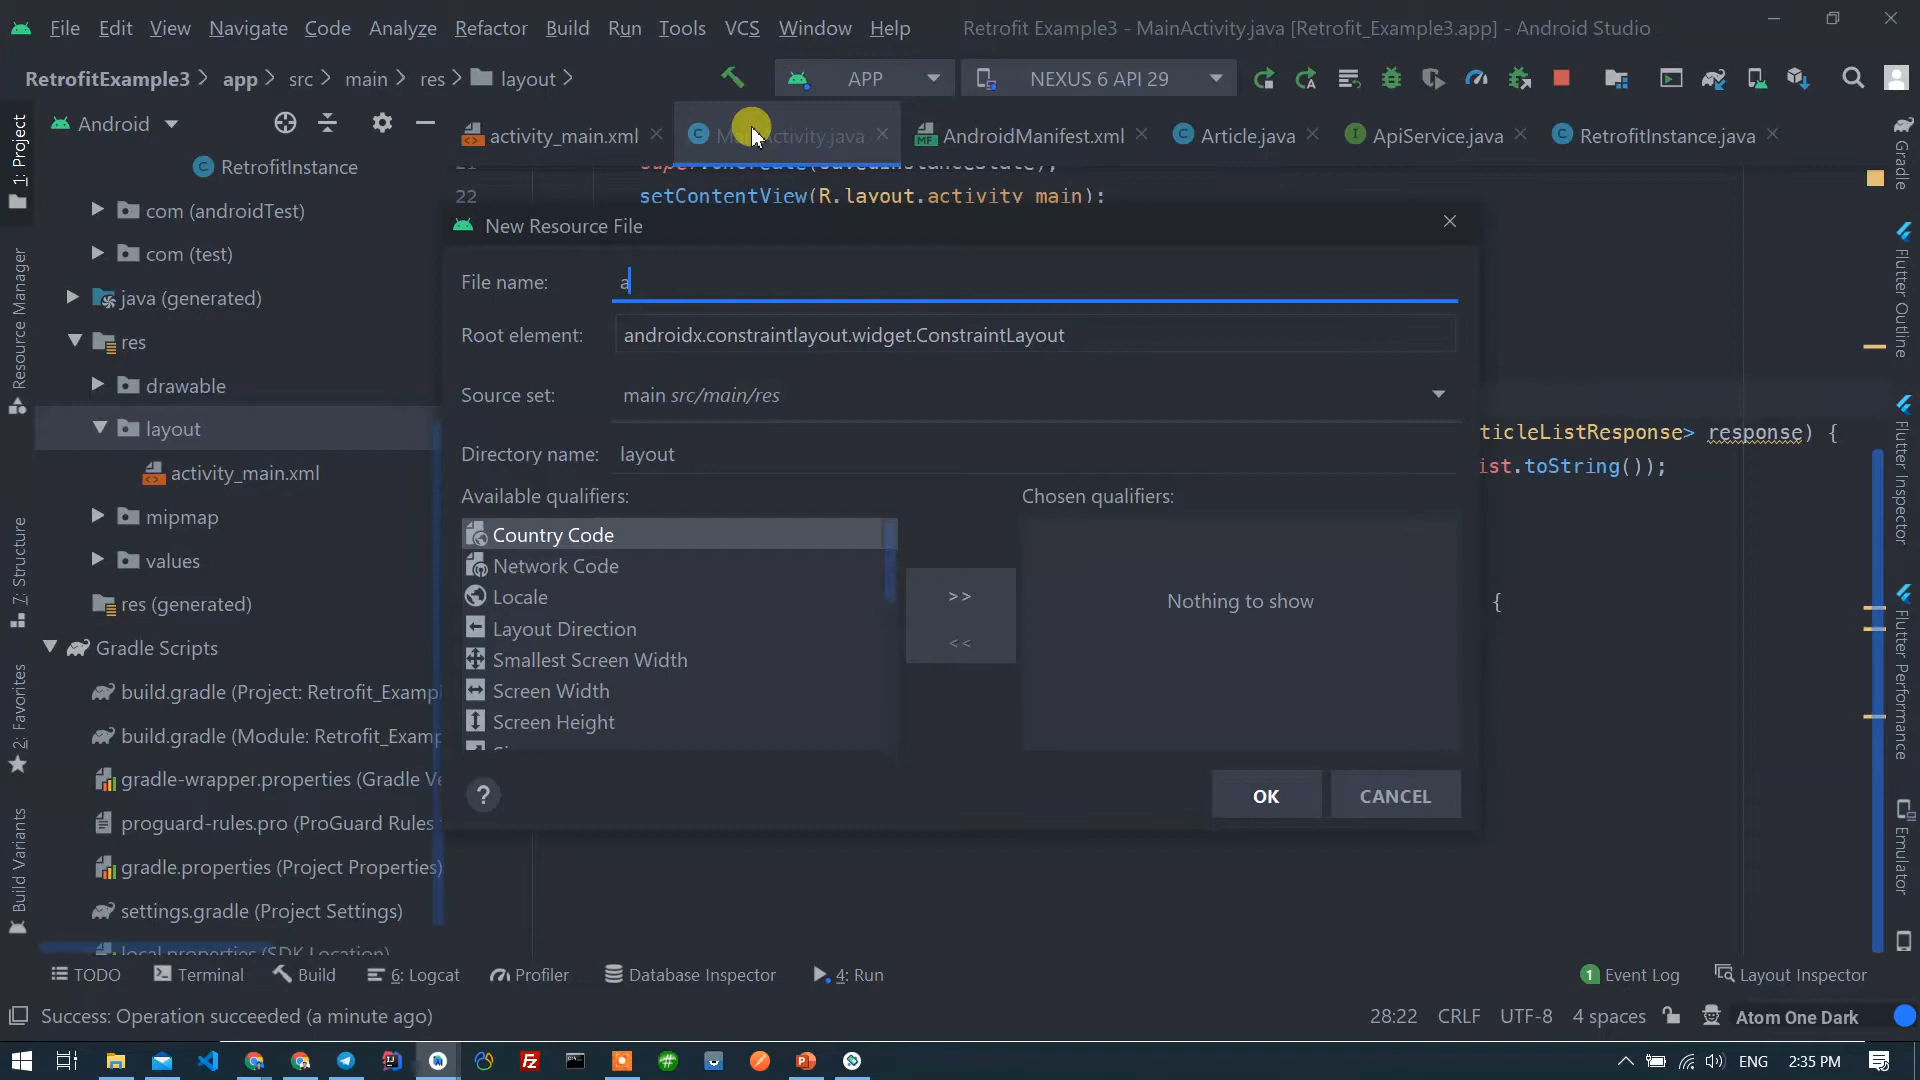 File Edit View Navigate Code Analyze Refactor Build Run Tools VCS Window Help Retrofit Example3 - MainActivity.java [Retrofit_Example3.app] - Android Studio
RetrofitExample3 app src main res layout APP NEXUS 6 API 29
Android
activity_main.xml MainActivity.java AndroidManifest.xml Article.java ApiService.java RetrofitInstance.java
RetrofitInstance
22 setContentView(R.layout.activity_main);
com (androidTest)
com (test)
java (generated)
res
drawable
layout
activity_main.xml
mipmap
values
res (generated)
Gradle Scripts
build.gradle (Project: Retrofit_Examp
build.gradle (Module: Retrofit_Examp
gradle-wrapper.properties (Gradle Ve
proguard-rules.pro (ProGuard Rules
gradle.properties (Project Properties)
settings.gradle (Project Settings)
local.properties (SDK Location)
New Resource File
File name: a
Root element: androidx.constraintlayout.widget.ConstraintLayout
Source set: main src/main/res
Directory name: layout
Available qualifiers: Chosen qualifiers:
Country Code
Network Code
Locale
Layout Direction
Smallest Screen Width
Screen Width
Screen Height
>>
<<
Nothing to show
?
OK CANCEL
ticleListResponse> response) {
ist.toString());
{
1: Project
Resource Manager
7: Structure
2: Favorites
Build Variants
Gradle
Flutter Outline
Flutter Inspector
Flutter Performance
Emulator
TODO Terminal Build 6: Logcat Profiler Database Inspector 4: Run 1 Event Log Layout Inspector
Success: Operation succeeded (a minute ago) 28:22 CRLF UTF-8 4 spaces Atom One Dark
ENG 2:35 PM